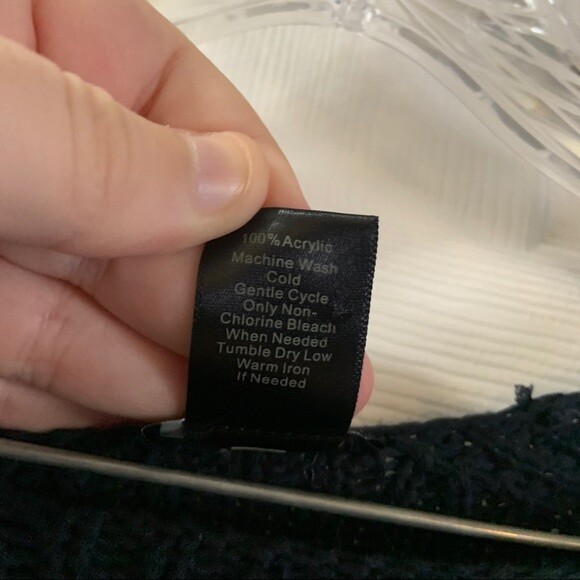 100% Acrylic
Machine Wash
Cold
Gentle Cycle
Only Non-
Chlorine Bleach
When Needed
Tumble Dry Low
Warm Iron
If Needed